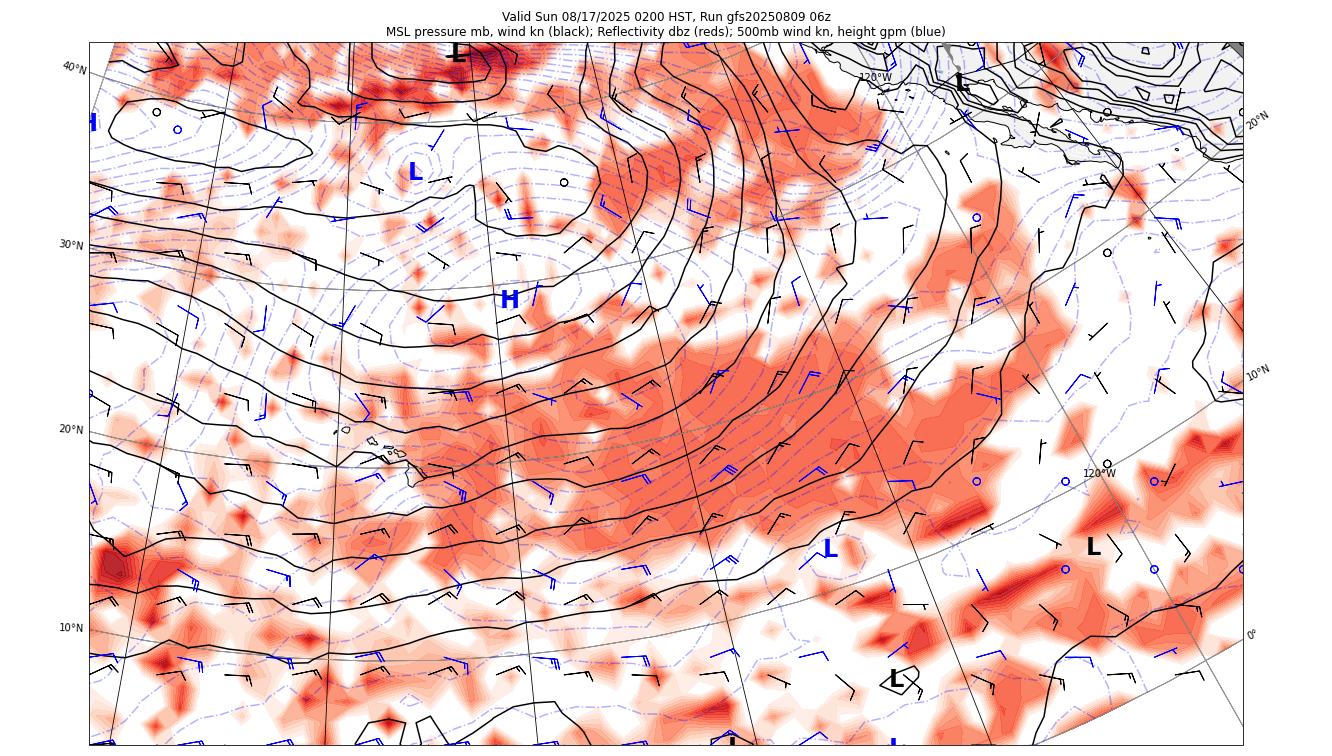 Valid Sun 08/17/2025 0200 HST, Run gfs20250809 06z
MSL pressure mb, wind kn (black); Reflectivity dbz (reds); 500mb wind kn, height gpm (blue)
L
40°N
120°W
L
H
20°N
L
30°N
H
10°N
20°N
120°W
L
L
10°N
0°
L
L
L